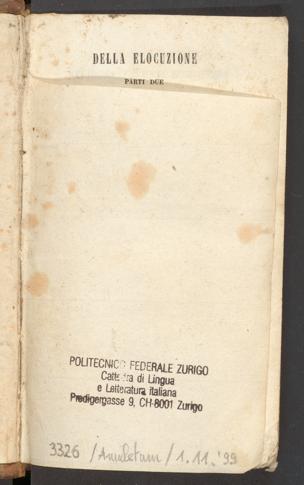 DELLA ELOCUZIONE
PARTI DUE
POLITECNICO FEDERALE ZURIGO
Cattedra di Lingua
e Letteratura italiana
Predigergasse 9, CH-8001 Zurigo
3326 / Amuletum / 1.11.'99